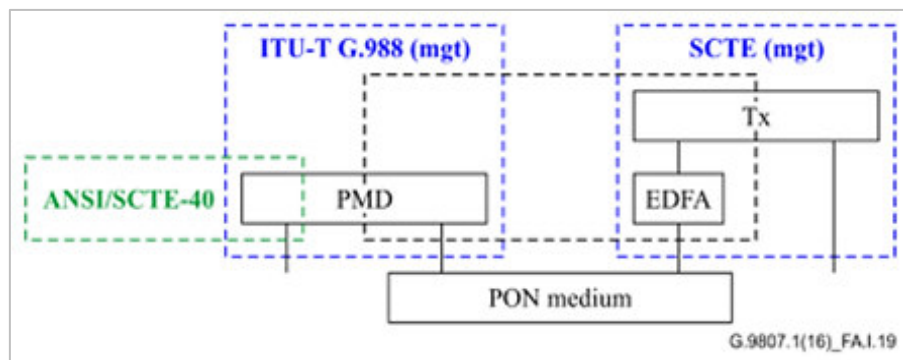 ITU-T G.988 (mgt)
SCTE (mgt)
Tx
ANSI/SCTE-40
PMD
EDFA
PON medium
G.9807.1(16)_FA.I.19